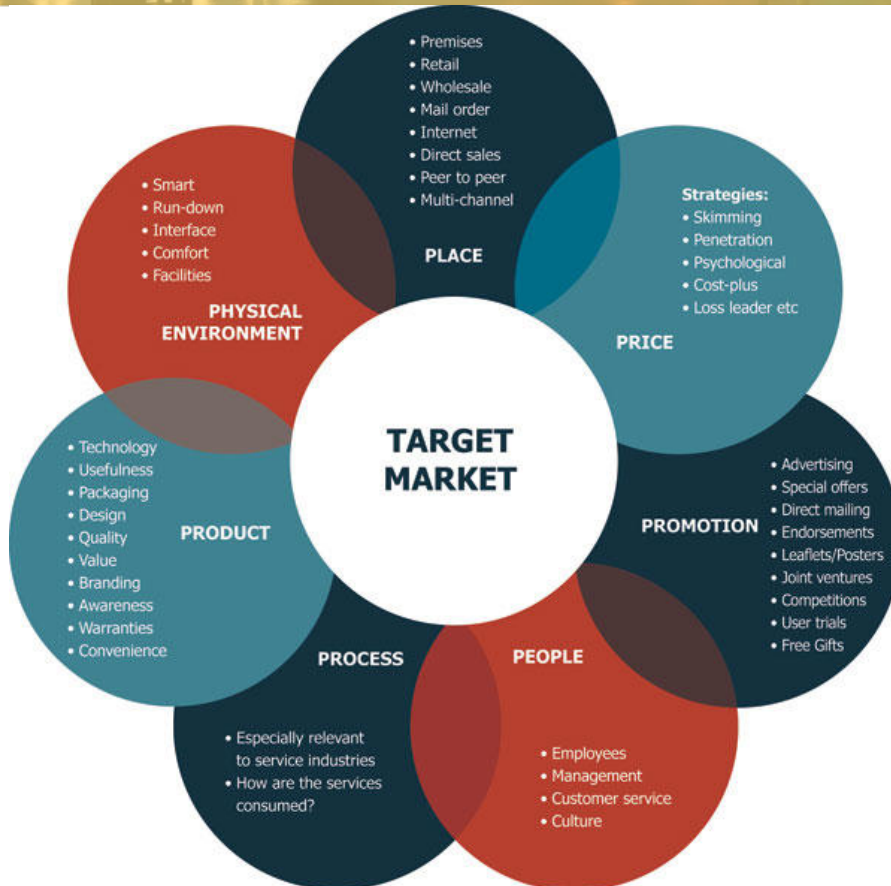 • Premises
• Retail
• Wholesale
• Mail order
• Internet
• Direct sales
• Peer to peer
• Multi-channel
PLACE
Strategies:
• Skimming
• Penetration
• Psychological
• Cost-plus
• Loss leader etc
PRICE
• Advertising
• Special offers
• Direct mailing
• Endorsements
• Leaflets/Posters
• Joint ventures
• Competitions
• User trials
• Free Gifts
PROMOTION
PEOPLE
• Employees
• Management
• Customer service
• Culture
PROCESS
• Especially relevant
to service industries
• How are the services
consumed?
• Technology
• Usefulness
• Packaging
• Design
• Quality
• Value
• Branding
• Awareness
• Warranties
• Convenience
PRODUCT
• Smart
• Run-down
• Interface
• Comfort
• Facilities
PHYSICAL
ENVIRONMENT
TARGET
MARKET